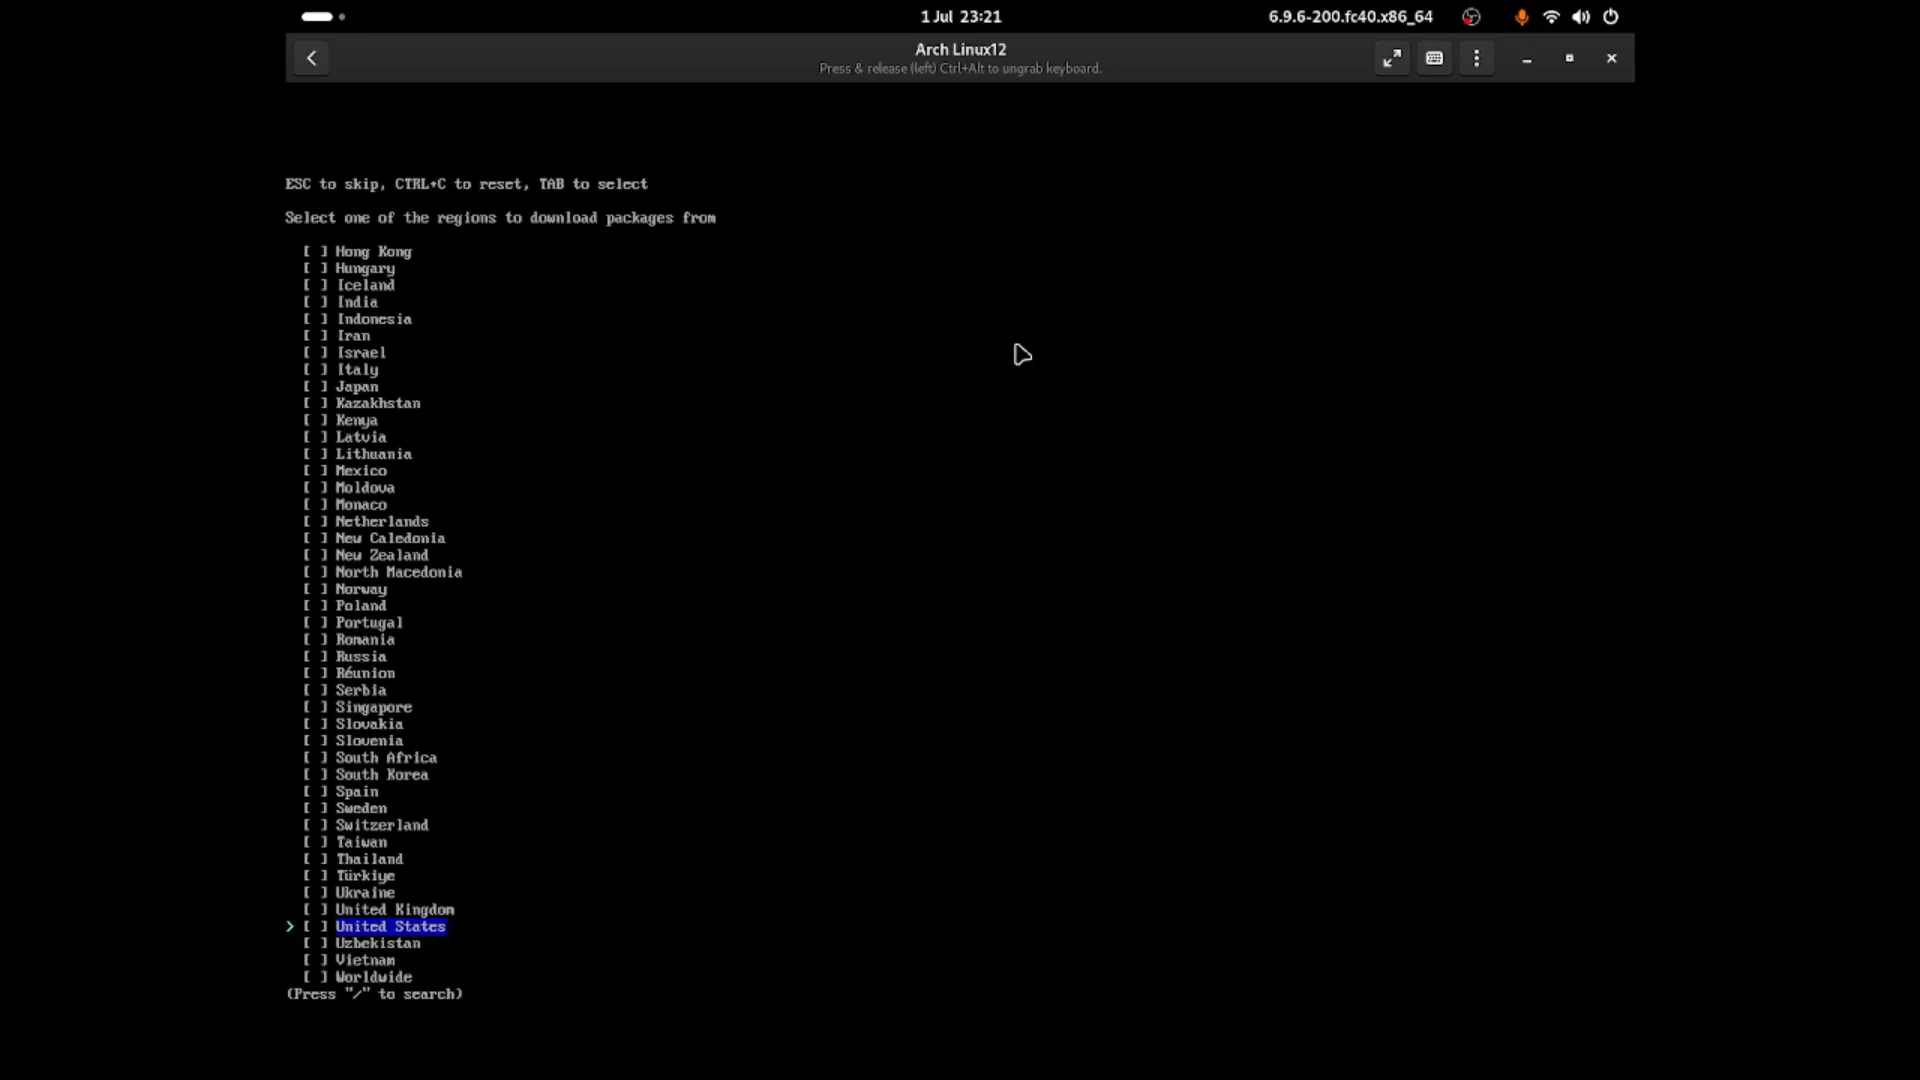 1 Jul 23:21
6.9.6-200.fc40.x86_64
Arch Linux12
Press & release (left) Ctrl+Alt to ungrab keyboard.
ESC to skip, CTRL+C to reset, TAB to select
Select one of the regions to download packages from
[ ] Hong Kong
[ ] Hungary
[ ] Iceland
[ ] India
[ ] Indonesia
[ ] Iran
[ ] Israel
[ ] Italy
[ ] Japan
[ ] Kazakhstan
[ ] Kenya
[ ] Latvia
[ ] Lithuania
[ ] Mexico
[ ] Moldova
[ ] Monaco
[ ] Netherlands
[ ] New Caledonia
[ ] New Zealand
[ ] North Macedonia
[ ] Norway
[ ] Poland
[ ] Portugal
[ ] Romania
[ ] Russia
[ ] Réunion
[ ] Serbia
[ ] Singapore
[ ] Slovakia
[ ] Slovenia
[ ] South Africa
[ ] South Korea
[ ] Spain
[ ] Sweden
[ ] Switzerland
[ ] Taiwan
[ ] Thailand
[ ] Türkiye
[ ] Ukraine
[ ] United Kingdom
> [ ] United States
[ ] Uzbekistan
[ ] Vietnam
[ ] Worldwide
(Press "/" to search)